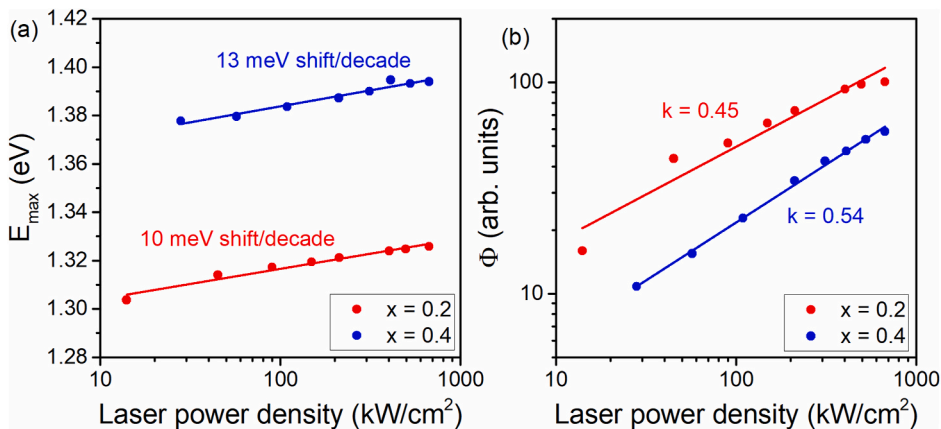 (a)
1.42
1.40
1.38
1.36
1.34
1.32
1.30
1.28
E_max (eV)
13 meV shift/decade
10 meV shift/decade
x = 0.2
x = 0.4
10
100
1000
Laser power density (kW/cm²)
(b)
100
10
Φ (arb. units)
k = 0.45
k = 0.54
x = 0.2
x = 0.4
10
100
1000
Laser power density (kW/cm²)